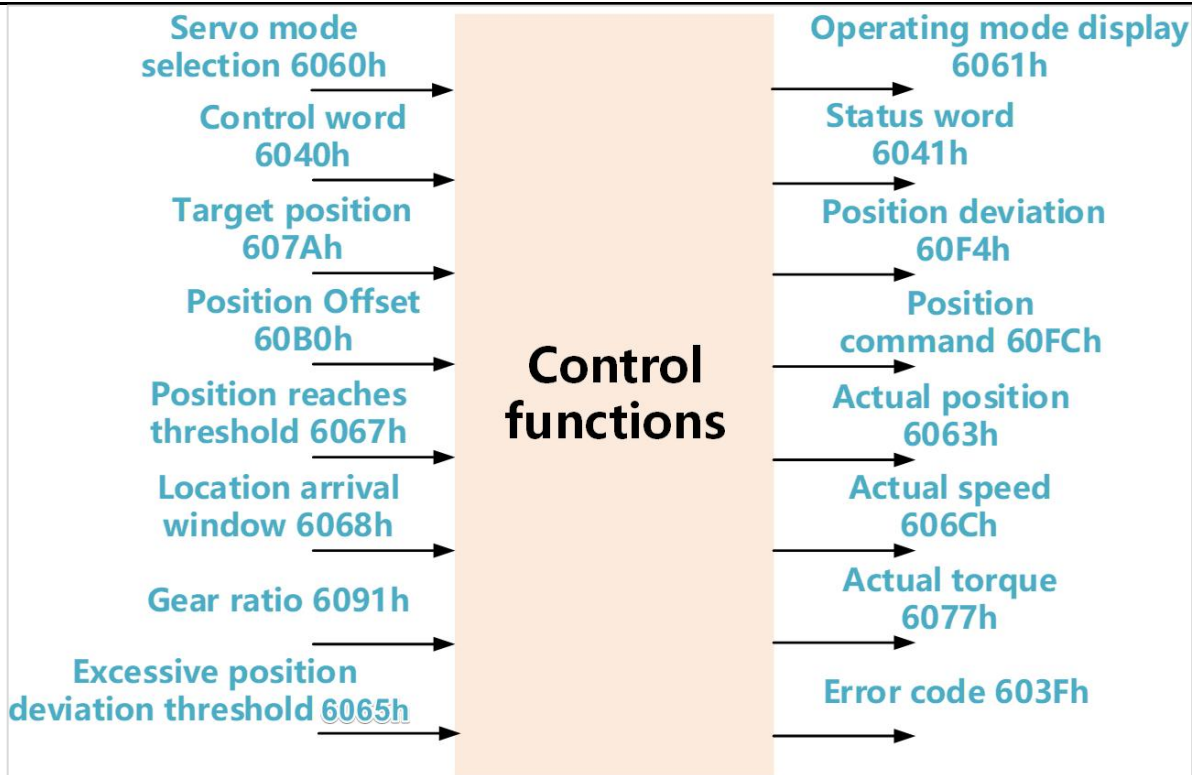 Servo mode
selection 6060h
Control word
6040h
Target position
607Ah
Position Offset
60B0h
Position reaches
threshold 6067h
Location arrival
window 6068h
Gear ratio 6091h
Excessive position
deviation threshold 6065h
Control
functions
Operating mode display
6061h
Status word
6041h
Position deviation
60F4h
Position
command 60FCh
Actual position
6063h
Actual speed
606Ch
Actual torque
6077h
Error code 603Fh